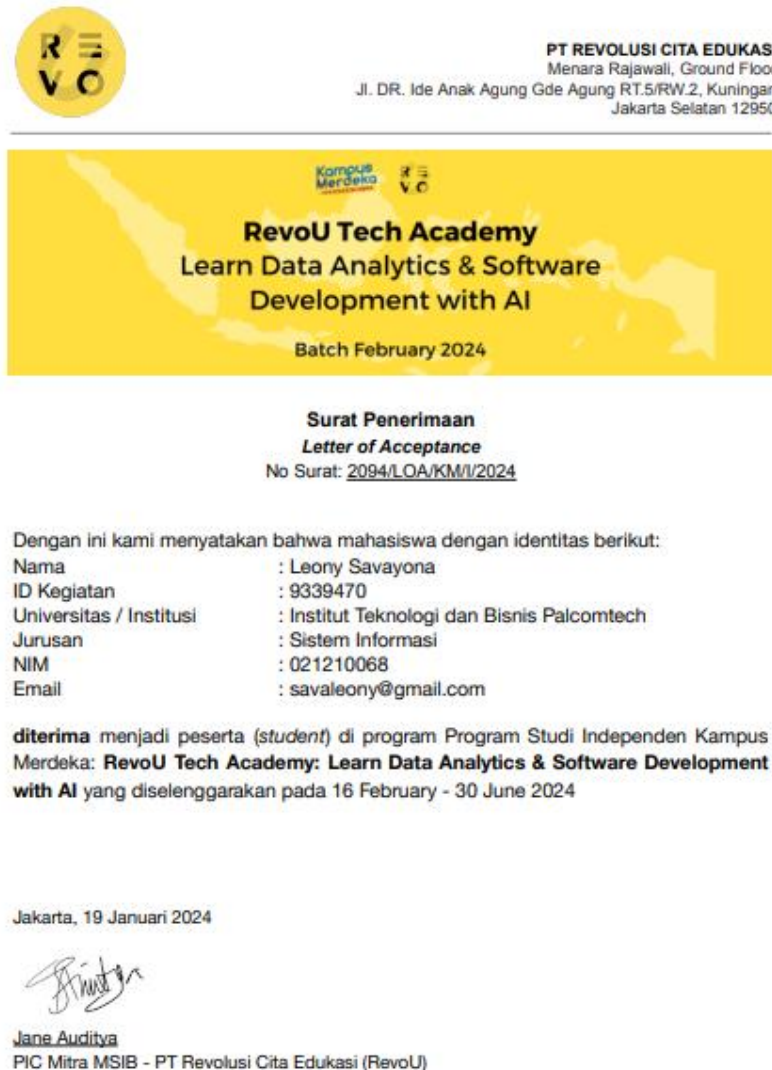 R E
V O
PT REVOLUSI CITA EDUKAS
Menara Rajawali, Ground Floo
Jl. DR. Ide Anak Agung Gde Agung RT.5/RW.2, Kuningan
Jakarta Selatan 12950
Kampus
Merdeka
R E
V O
RevoU Tech Academy
Learn Data Analytics & Software
Development with AI
Batch February 2024
Surat Penerimaan
Letter of Acceptance
No Surat: 2094/LOA/KM/I/2024
Dengan ini kami menyatakan bahwa mahasiswa dengan identitas berikut:
Nama : Leony Savayona
ID Kegiatan : 9339470
Universitas / Institusi : Institut Teknologi dan Bisnis Palcomtech
Jurusan : Sistem Informasi
NIM : 021210068
Email : savaleony@gmail.com
diterima menjadi peserta (student) di program Program Studi Independen Kampus
Merdeka: RevoU Tech Academy: Learn Data Analytics & Software Development
with AI yang diselenggarakan pada 16 February - 30 June 2024
Jakarta, 19 Januari 2024
Jane Auditya
PIC Mitra MSIB - PT Revolusi Cita Edukasi (RevoU)